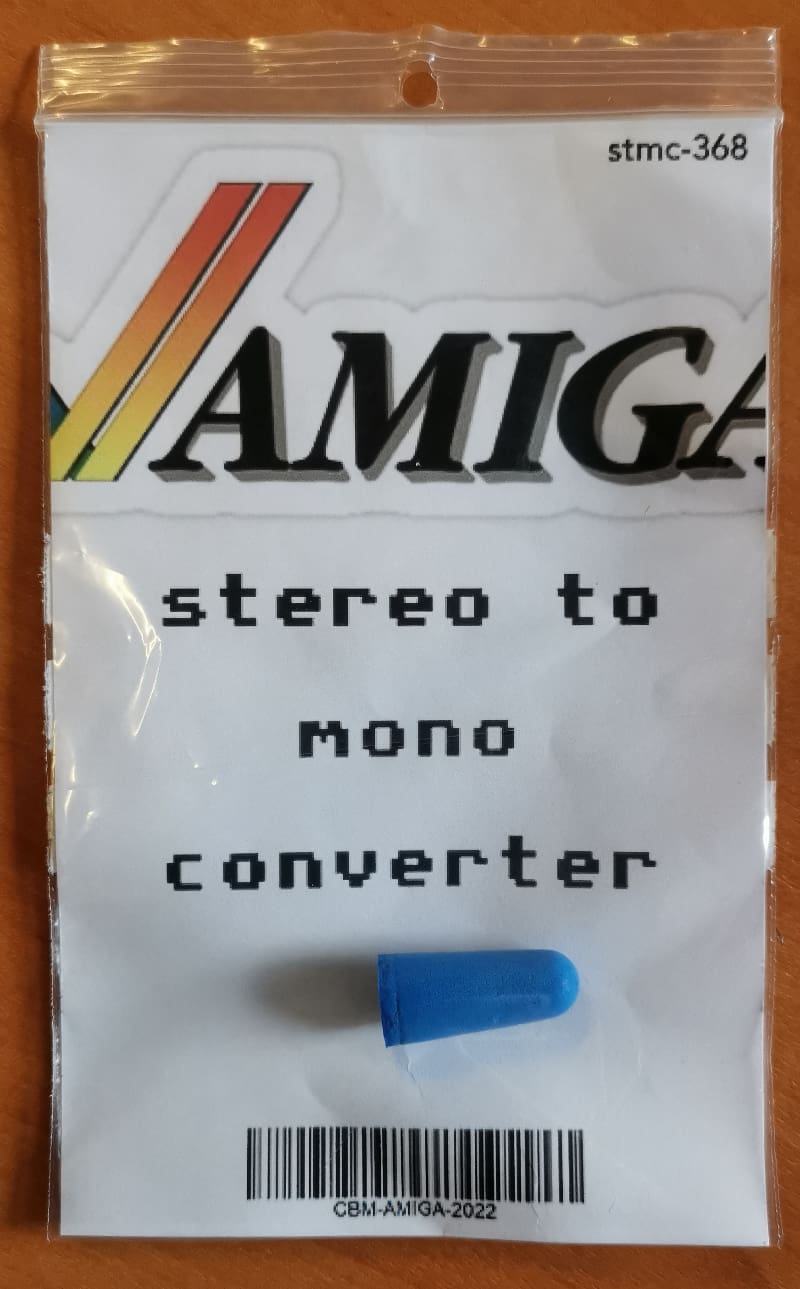 stmc-368
AMIGA
stereo to
mono
converter
CBM-AMIGA-2022